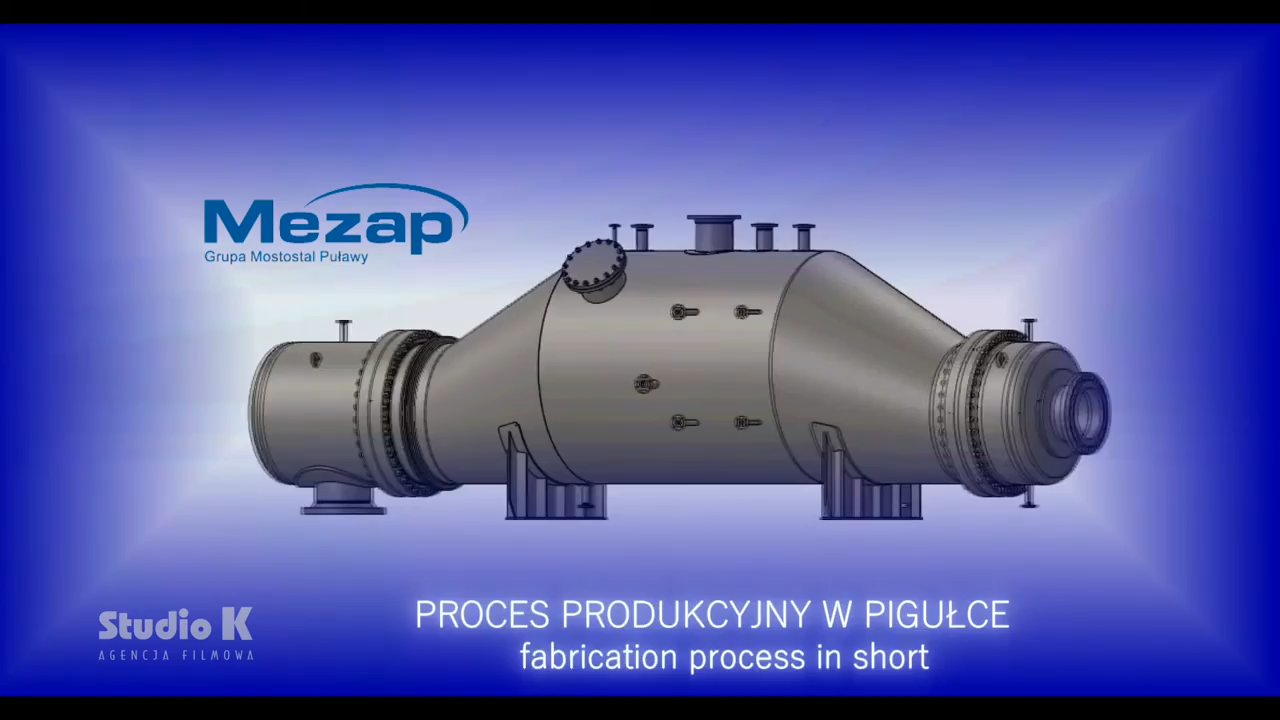 Mezap
Grupa Mostostal Puławy
PROCES PRODUKCYJNY W PIGUŁCE
fabrication process in short
Studio K
AGENCJA FILMOWA